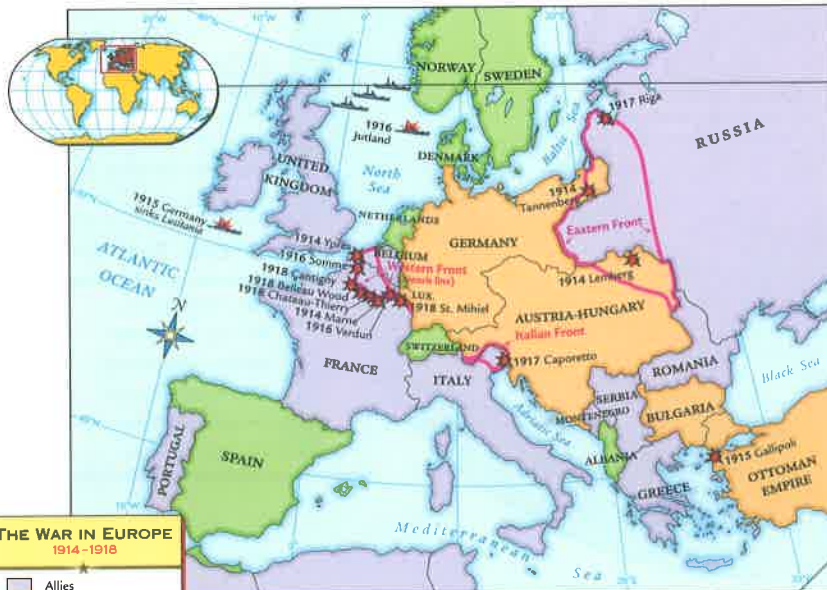 NORWAY
SWEDEN
1917 Riga
RUSSIA
1916
Jutland
Baltic
Sea
North
Sea
DENMARK
UNITED
KINGDOM
1914
Tannenberg
1915 Germany
sinks Lusitania
NETHERLANDS
Eastern Front
1914 Ypres
1916 Somme
BELGIUM
GERMANY
1918 Cantigny
Western Front
1918 Belleau Wood
1918 Chateau-Thierry
1914 Marne
1916 Verdun
LUX.
1918 St. Mihiel
1914 Lemberg
ATLANTIC
OCEAN
N
AUSTRIA-HUNGARY
Italian Front
SWITZERLAND
1917 Caporetto
FRANCE
ITALY
ROMANIA
Black Sea
SERBIA
MONTENEGRO
BULGARIA
Adriatic Sea
PORTUGAL
SPAIN
ALBANIA
1915 Gallipoli
OTTOMAN
EMPIRE
GREECE
Mediterranean
Sea
THE WAR IN EUROPE
1914–1918
Allies